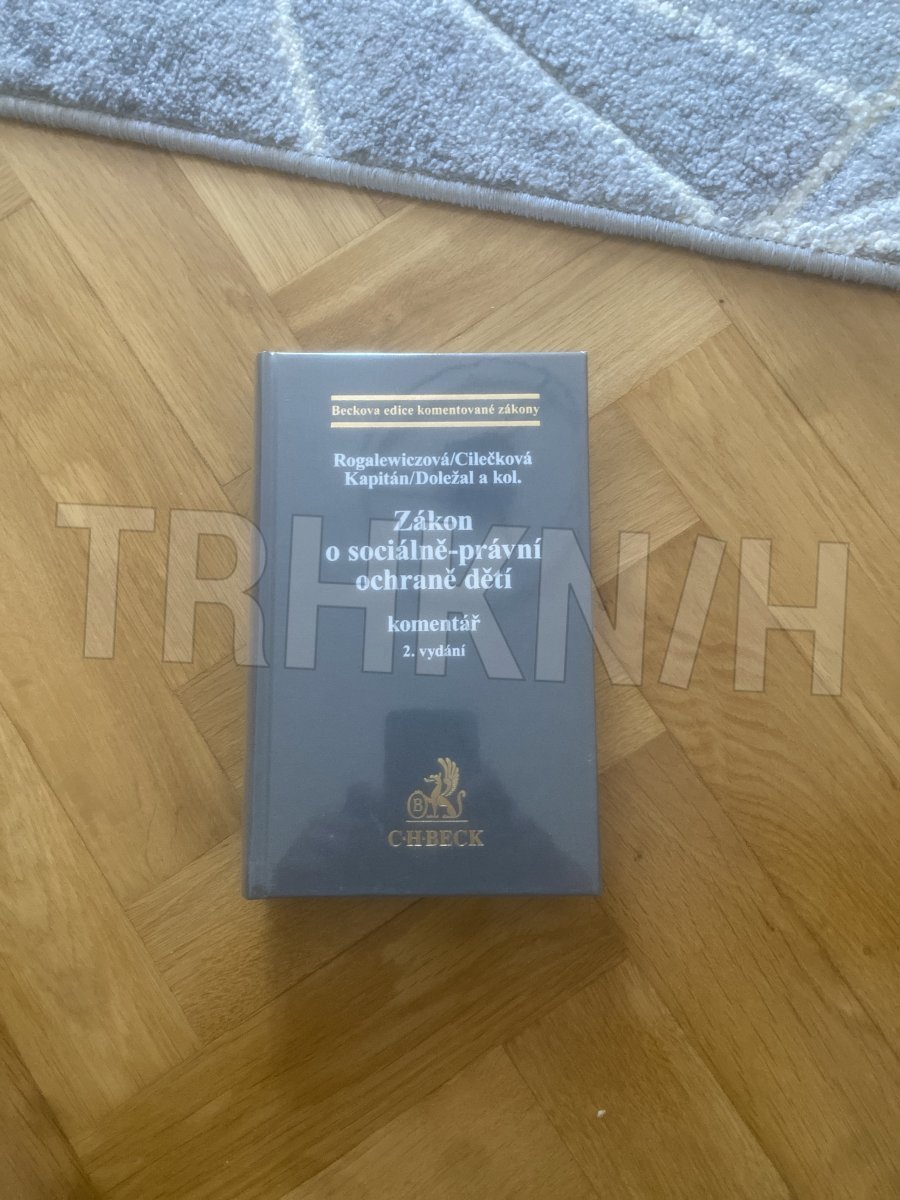 Beckova edice komentované zákony
Rogalewiczová/Cilečková
Kapitán/Doležal a kol.
Zákon
o sociálně-právní
ochraně dětí
komentář
2. vydání
TRHKNIH
B
C·H·BECK